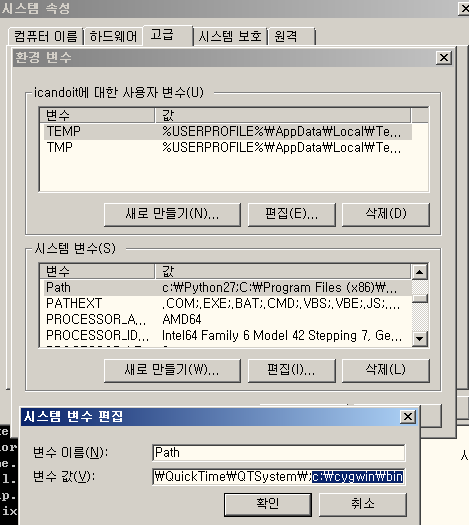 시스템 속성
컴퓨터 이름 하드웨어 고급 시스템 보호 원격
환경 변수
icandoit에 대한 사용자 변수(U)
변수 값
TEMP %USERPROFILE%₩AppData₩Local₩Te...
TMP %USERPROFILE%₩AppData₩Local₩Te...
새로 만들기(N)... 편집(E)... 삭제(D)
시스템 변수(S)
변수 값
Path c:₩Python27;C:₩Program Files (x86)₩...
PATHEXT .COM;.EXE;.BAT;.CMD;.VBS;.VBE;.JS;...
PROCESSOR_A... AMD64
PROCESSOR_ID... Intel64 Family 6 Model 42 Stepping 7, Ge...
새로 만들기(W)... 편집(I)... 삭제(L)
시스템 변수 편집
변수 이름(N): Path
변수 값(V): ₩QuickTime₩QTSystem₩;c:₩cygwin₩bin
확인 취소